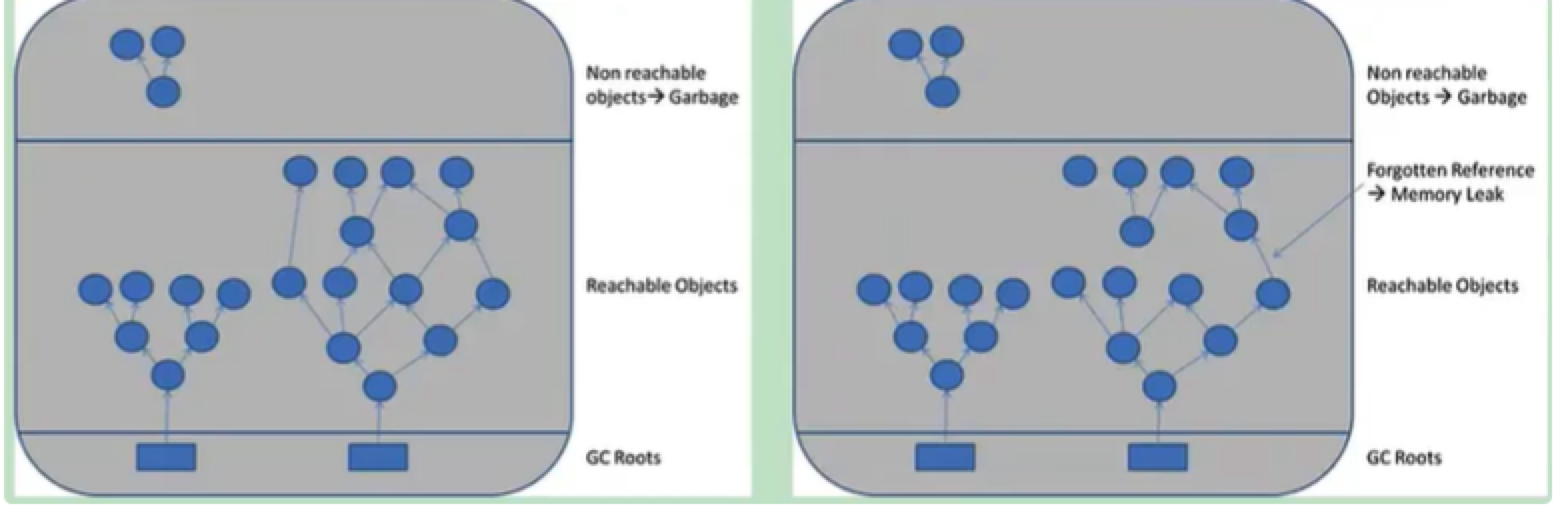 Non reachable
objects→ Garbage
Reachable Objects
GC Roots
Non reachable
Objects → Garbage
Forgotten Reference
→ Memory Leak
Reachable Objects
GC Roots